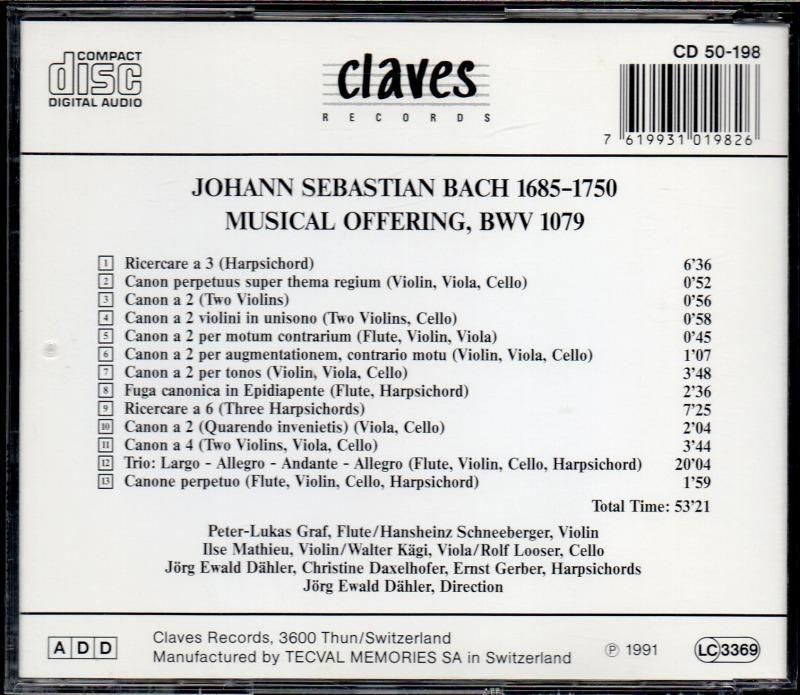 COMPACT
disc
DIGITAL AUDIO
claves
RECORDS
CD 50-198
7 619931 019826
JOHANN SEBASTIAN BACH 1685–1750
MUSICAL OFFERING, BWV 1079
1 Ricercare a 3 (Harpsichord) 6'36
2 Canon perpetuus super thema regium (Violin, Viola, Cello) 0'52
3 Canon a 2 (Two Violins) 0'56
4 Canon a 2 violini in unisono (Two Violins, Cello) 0'58
5 Canon a 2 per motum contrarium (Flute, Violin, Viola) 0'45
6 Canon a 2 per augmentationem, contrario motu (Violin, Viola, Cello) 1'07
7 Canon a 2 per tonos (Violin, Viola, Cello) 3'48
8 Fuga canonica in Epidiapente (Flute, Harpsichord) 2'36
9 Ricercare a 6 (Three Harpsichords) 7'25
10 Canon a 2 (Quarendo invenietis) (Viola, Cello) 2'04
11 Canon a 4 (Two Violins, Viola, Cello) 3'44
12 Trio: Largo - Allegro - Andante - Allegro (Flute, Violin, Cello, Harpsichord) 20'04
13 Canone perpetuo (Flute, Violin, Cello, Harpsichord) 1'59
Total Time: 53'21
Peter-Lukas Graf, Flute/Hansheinz Schneeberger, Violin
Ilse Mathieu, Violin/Walter Kägi, Viola/Rolf Looser, Cello
Jörg Ewald Dähler, Christine Daxelhofer, Ernst Gerber, Harpsichords
Jörg Ewald Dähler, Direction
ADD
Claves Records, 3600 Thun/Switzerland
Manufactured by TECVAL MEMORIES SA in Switzerland
℗ 1991
LC 3369